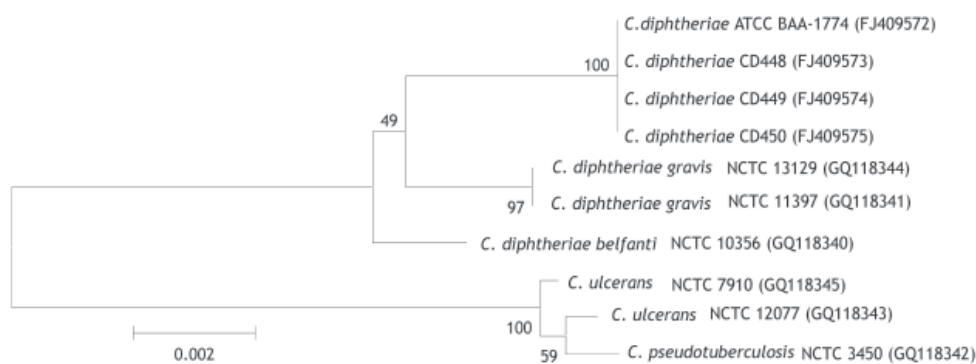 C.diphtheriae ATCC BAA-1774 (FJ409572)
100
C. diphtheriae CD448 (FJ409573)
C. diphtheriae CD449 (FJ409574)
49
C. diphtheriae CD450 (FJ409575)
C. diphtheriae gravis NCTC 13129 (GQ118344)
97
C. diphtheriae gravis NCTC 11397 (GQ118341)
C. diphtheriae belfanti NCTC 10356 (GQ118340)
C. ulcerans NCTC 7910 (GQ118345)
C. ulcerans NCTC 12077 (GQ118343)
100
0.002
59
C. pseudotuberculosis NCTC 3450 (GQ118342)